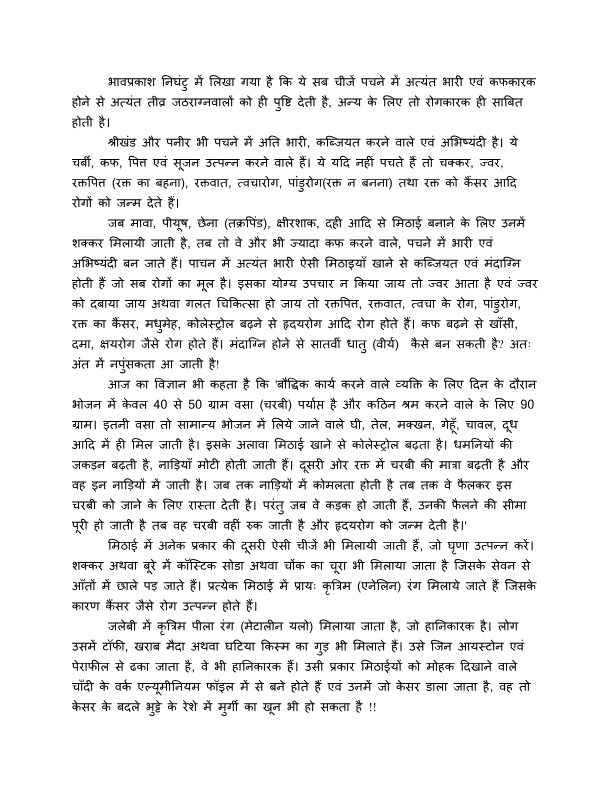 भावप्रकाश निघंटु में लिखा गया है कि ये सब चीजें पचने में अत्यंत भारी एवं कफकारक
होने से अत्यंत तीव्र जठराग्नवालों को ही पुष्टि देती है, अन्य के लिए तो रोगकारक ही साबित
होती है।
श्रीखंड और पनीर भी पचने में अति भारी, कब्जियत करने वाले एवं अभिष्यंदी है। ये
चर्बी, कफ, पित्त एवं सूजन उत्पन्न करने वाले हैं। ये यदि नहीं पचते हैं तो चक्कर, ज्वर,
रक्तपित्त (रक्त का बहना), रक्तवात, त्वचारोग, पांडुरोग(रक्त न बनना) तथा रक्त को कैंसर आदि
रोगों को जन्म देते हैं।
जब मावा, पीयूष, छेना (तक्रपिंड), क्षीरशाक, दही आदि से मिठाई बनाने के लिए उनमें
शक्कर मिलायी जाती है, तब तो वे और भी ज्यादा कफ करने वाले, पचने में भारी एवं
अभिष्यंदी बन जाते हैं। पाचन में अत्यंत भारी ऐसी मिठाइयाँ खाने से कब्जियत एवं मंदाग्नि
होती हैं जो सब रोगों का मूल है। इसका योग्य उपचार न किया जाय तो ज्वर आता है एवं ज्वर
को दबाया जाय अथवा गलत चिकित्सा हो जाय तो रक्तपित्त, रक्तवात, त्वचा के रोग, पांडुरोग,
रक्त का कैंसर, मधुमेह, कोलेस्ट्रोल बढ़ने से हृदयरोग आदि रोग होते हैं। कफ बढ़ने से खाँसी,
दमा, क्षयरोग जैसे रोग होते हैं। मंदाग्नि होने से सातवीं धातु (वीर्य) कैसे बन सकती है? अतः
अंत में नपुंसकता आ जाती है!
आज का विज्ञान भी कहता है कि 'बौद्धिक कार्य करने वाले व्यक्ति के लिए दिन के दौरान
भोजन में केवल 40 से 50 ग्राम वसा (चरबी) पर्याप्त है और कठिन श्रम करने वाले के लिए 90
ग्राम। इतनी वसा तो सामान्य भोजन में लिये जाने वाले घी, तेल, मक्खन, गेहूँ, चावल, दूध
आदि में ही मिल जाती है। इसके अलावा मिठाई खाने से कोलेस्ट्रोल बढ़ता है। धमनियों की
जकड़न बढ़ती है, नाड़ियाँ मोटी होती जाती हैं। दूसरी ओर रक्त में चरबी की मात्रा बढ़ती है और
वह इन नाड़ियों में जाती है। जब तक नाड़ियों में कोमलता होती है तब तक वे फैलकर इस
चरबी को जाने के लिए रास्ता देती है। परंतु जब वे कड़क हो जाती हैं, उनकी फैलने की सीमा
पूरी हो जाती है तब वह चरबी वहीं रुक जाती है और हृदयरोग को जन्म देती है।'
मिठाई में अनेक प्रकार की दूसरी ऐसी चीजें भी मिलायी जाती हैं, जो घृणा उत्पन्न करें।
शक्कर अथवा बूरे में कॉस्टिक सोडा अथवा चॉक का चूरा भी मिलाया जाता है जिसके सेवन से
आँतों में छाले पड़ जाते हैं। प्रत्येक मिठाई में प्रायः कृत्रिम (एनेलिन) रंग मिलाये जाते हैं जिसके
कारण कैंसर जैसे रोग उत्पन्न होते हैं।
जलेबी में कृत्रिम पीला रंग (मेटालीन यलो) मिलाया जाता है, जो हानिकारक है। लोग
उसमें टॉफी, खराब मैदा अथवा घटिया किस्म का गुड़ भी मिलाते हैं। उसे जिन आयस्टोन एवं
पेराफील से ढका जाता है, वे भी हानिकारक हैं। उसी प्रकार मिठाईयों को मोहक दिखाने वाले
चाँदी के वर्क एल्यूमीनियम फॉइल में से बने होते हैं एवं उनमें जो केसर डाला जाता है, वह तो
केसर के बदले भुट्टे के रेशे में मुर्गी का खून भी हो सकता है !!